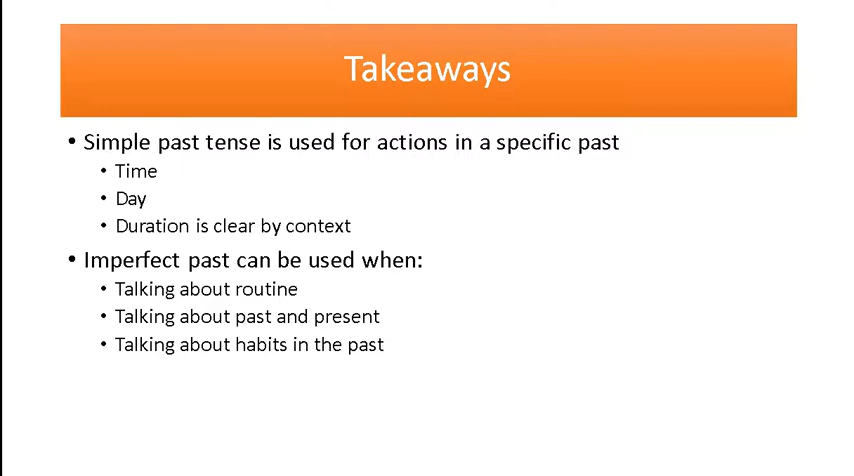 Takeaways
• Simple past tense is used for actions in a specific past
• Time
• Day
• Duration is clear by context
• Imperfect past can be used when:
• Talking about routine
• Talking about past and present
• Talking about habits in the past